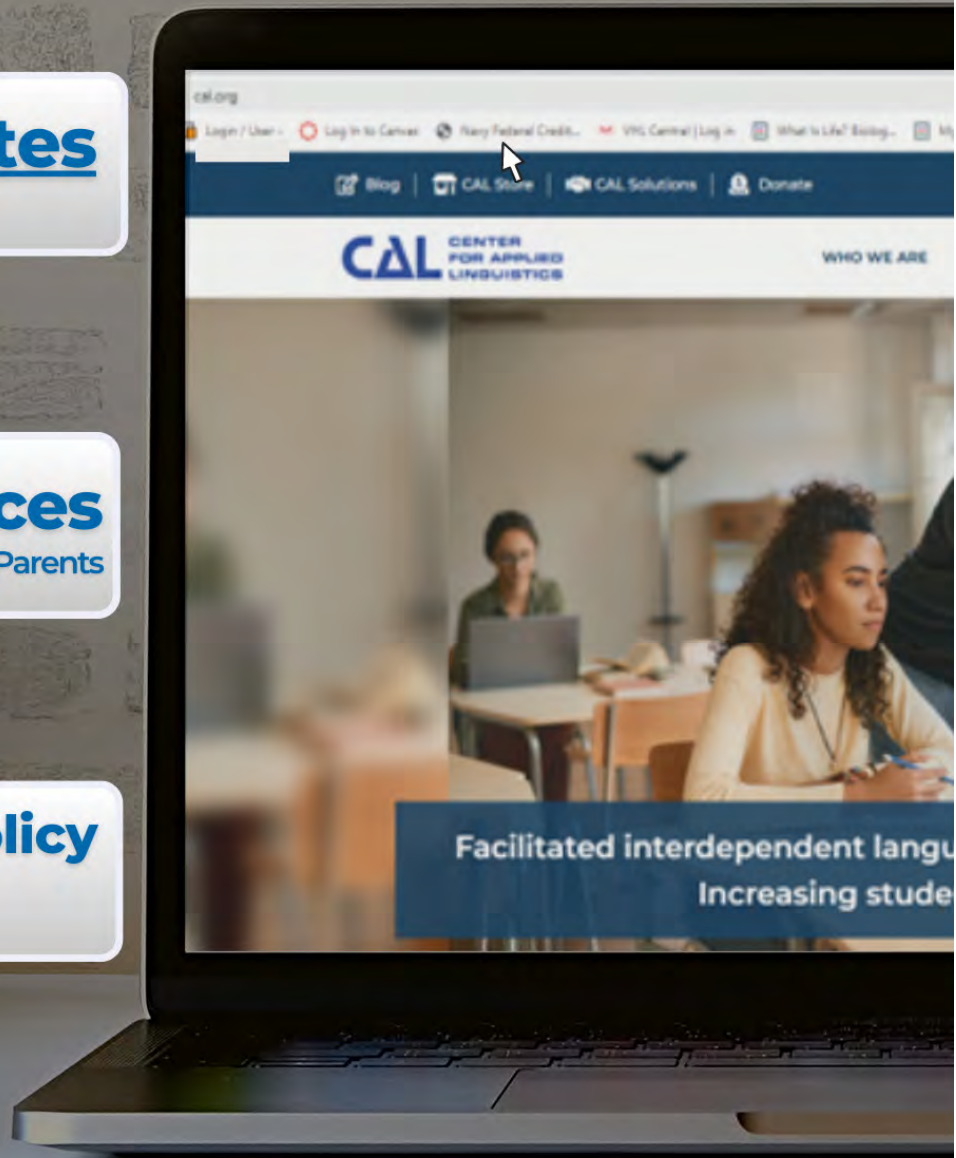 tes
ces
Parents
licy
cal.org
Login / User -
Log In to Canvas
Navy Federal Credit...
VHL Central | Log in
What Is Life? Biolog...
My
Blog | CAL Store | CAL Solutions | Donate
CAL CENTER
FOR APPLIED
LINGUISTICS
WHO WE ARE
Facilitated interdependent langu
Increasing stude